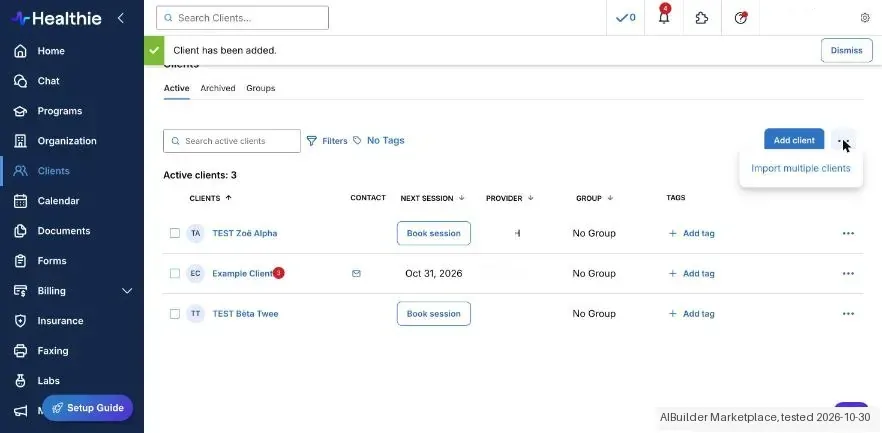 Healthie
Search Clients...
0
4
Client has been added.
Dismiss
Home
Chat
Programs
Organization
Clients
Calendar
Documents
Forms
Billing
Insurance
Faxing
Labs
Setup Guide
Clients
Active Archived Groups
Search active clients
Filters
No Tags
Add client
Import multiple clients
Active clients: 3
CLIENTS CONTACT NEXT SESSION PROVIDER GROUP TAGS
TA TEST Zoë Alpha Book session No Group + Add tag
EC Example Client 3 Oct 31, 2026 No Group + Add tag
TT TEST Bèta Twee Book session No Group + Add tag
AIBuilder Marketplace, tested 2026-10-30